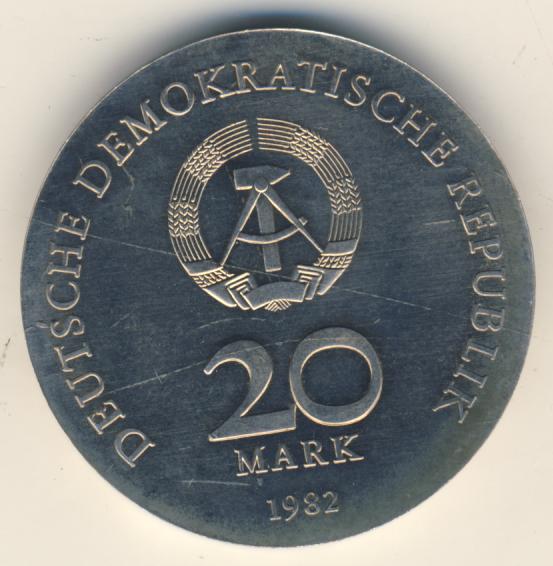 DEUTSCHE DEMOKRATISCHE REPUBLIK
20
MARK
1982